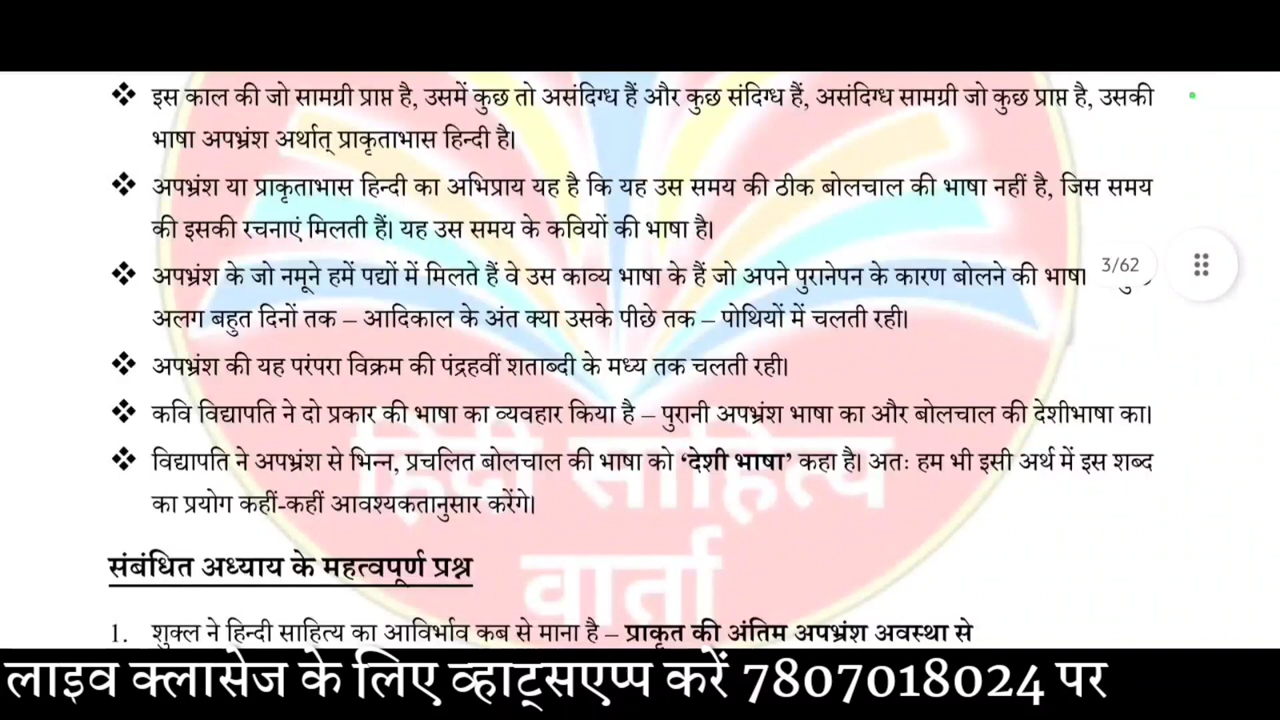 ❖ इस काल की जो सामग्री प्राप्त है, उसमें कुछ तो असंदिग्ध हैं और कुछ संदिग्ध हैं, असंदिग्ध सामग्री जो कुछ प्राप्त है, उसकी
भाषा अपभ्रंश अर्थात् प्राकृताभास हिन्दी है।
❖ अपभ्रंश या प्राकृताभास हिन्दी का अभिप्राय यह है कि यह उस समय की ठीक बोलचाल की भाषा नहीं है, जिस समय
की इसकी रचनाएं मिलती हैं। यह उस समय के कवियों की भाषा है।
❖ अपभ्रंश के जो नमूने हमें पद्यों में मिलते हैं वे उस काव्य भाषा के हैं जो अपने पुरानेपन के कारण बोलने की भाषा
3/62
अलग बहुत दिनों तक – आदिकाल के अंत क्या उसके पीछे तक – पोथियों में चलती रही।
❖ अपभ्रंश की यह परंपरा विक्रम की पंद्रहवीं शताब्दी के मध्य तक चलती रही।
❖ कवि विद्यापति ने दो प्रकार की भाषा का व्यवहार किया है – पुरानी अपभ्रंश भाषा का और बोलचाल की देशीभाषा का।
❖ विद्यापति ने अपभ्रंश से भिन्न, प्रचलित बोलचाल की भाषा को ‘देशी भाषा’ कहा है। अतः हम भी इसी अर्थ में इस शब्द
का प्रयोग कहीं-कहीं आवश्यकतानुसार करेंगे।
हिंदी साहित्य
वार्ता
संबंधित अध्याय के महत्वपूर्ण प्रश्न
1. शुक्ल ने हिन्दी साहित्य का आविर्भाव कब से माना है – प्राकृत की अंतिम अपभ्रंश अवस्था से
लाइव क्लासेज के लिए व्हाट्सएप्प करें 7807018024 पर